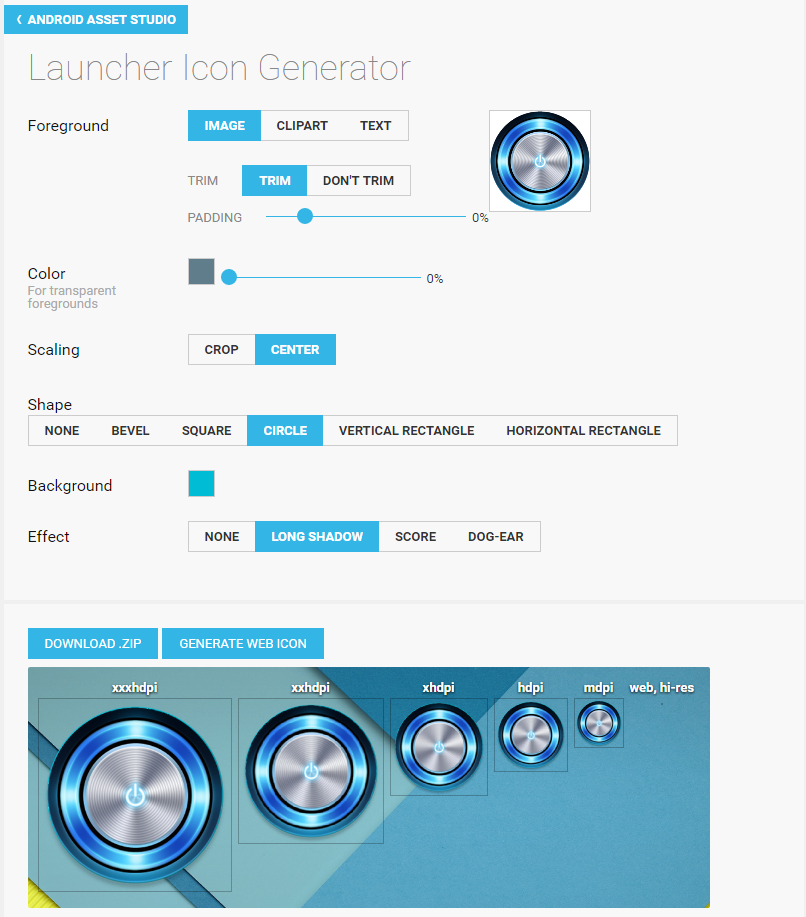 ‹ ANDROID ASSET STUDIO
Launcher Icon Generator
Foreground IMAGE CLIPART TEXT
TRIM TRIM DON'T TRIM
PADDING 0%
Color 0%
For transparent
foregrounds
Scaling CROP CENTER
Shape
NONE BEVEL SQUARE CIRCLE VERTICAL RECTANGLE HORIZONTAL RECTANGLE
Background
Effect NONE LONG SHADOW SCORE DOG-EAR
DOWNLOAD .ZIP GENERATE WEB ICON
xxxhdpi xxhdpi xhdpi hdpi mdpi web, hi-res